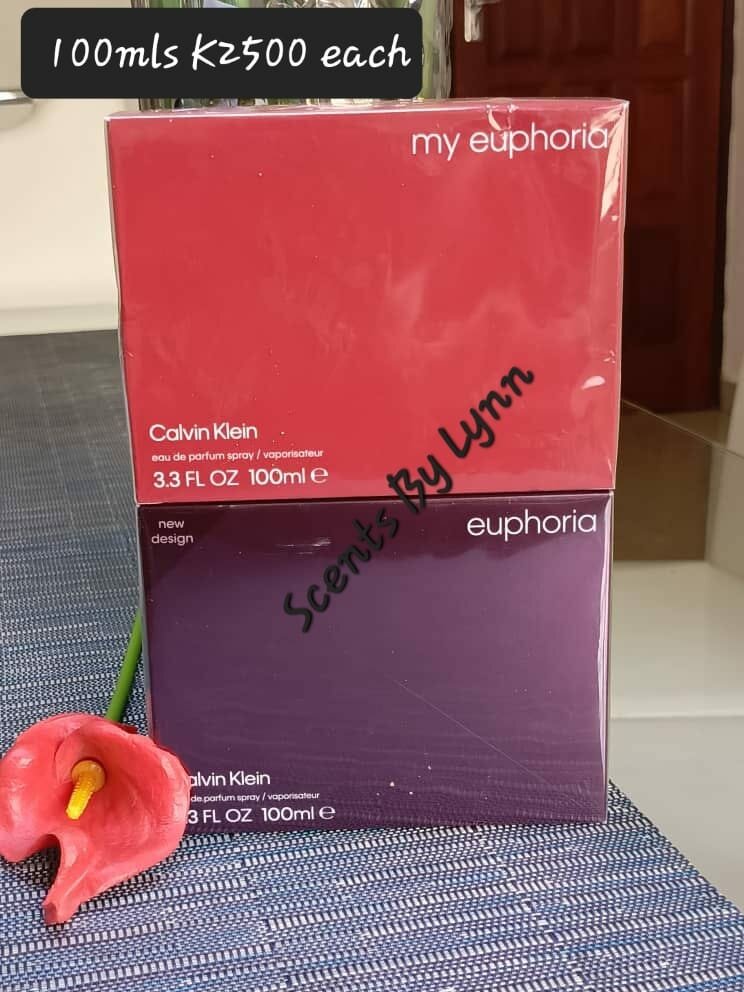 100mls K2500 each
my euphoria
Calvin Klein
eau de parfum spray / vaporisateur
3.3 FL OZ 100ml ℮
Scents By Lynn
new
design
euphoria
alvin Klein
de parfum spray / vaporisateur
3 FL OZ 100ml ℮